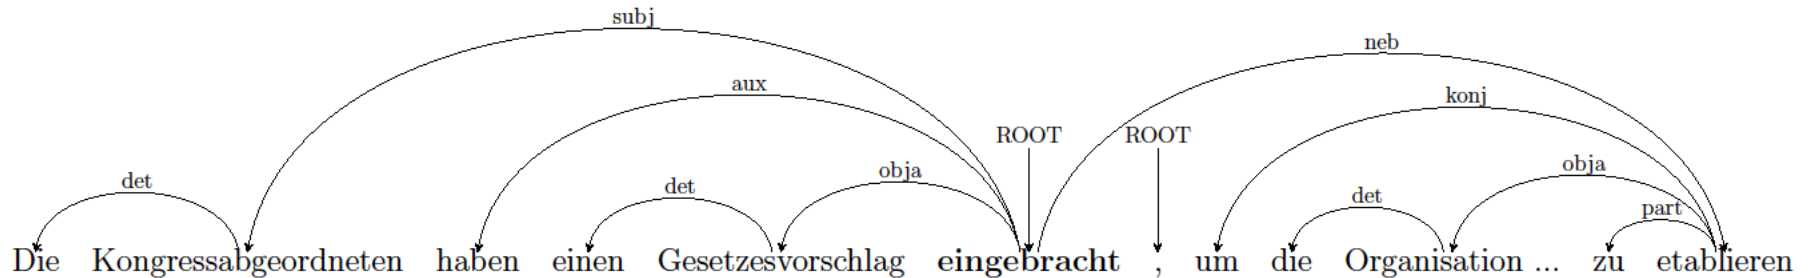 subj
neb
aux
konj
ROOT ROOT
obja obja
det det det
part
Die Kongressabgeordneten haben einen Gesetzesvorschlag eingebracht , um die Organisation ... zu etablieren